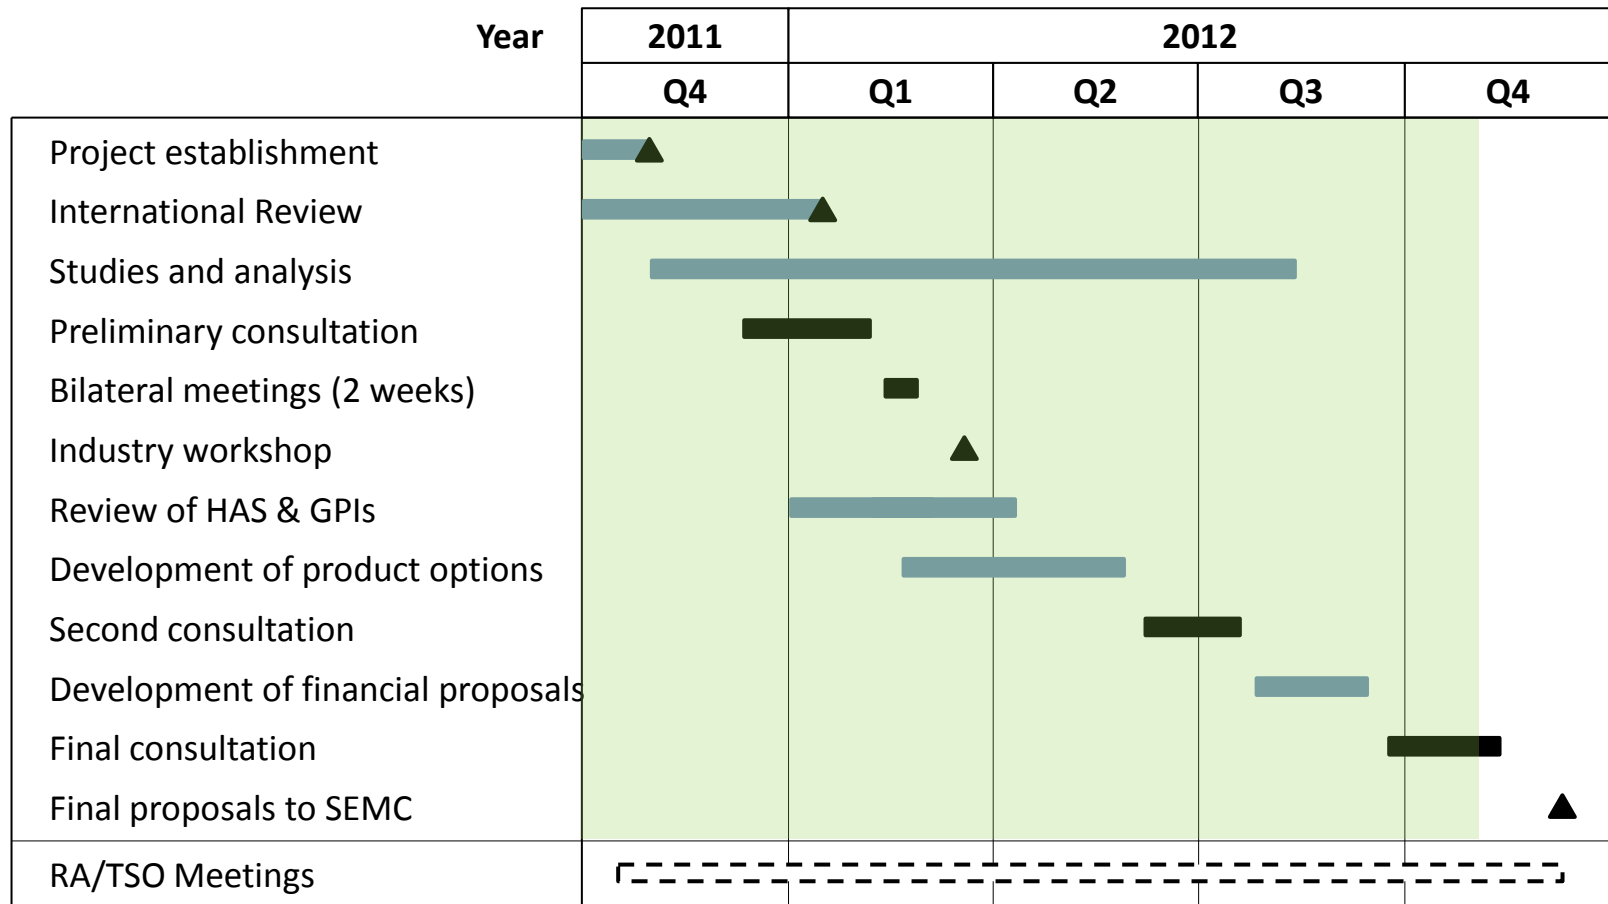 Year 2011 2012
Q4 Q1 Q2 Q3 Q4
Project establishment
International Review
Studies and analysis
Preliminary consultation
Bilateral meetings (2 weeks)
Industry workshop
Review of HAS & GPIs
Development of product options
Second consultation
Development of financial proposals
Final consultation
Final proposals to SEMC
RA/TSO Meetings